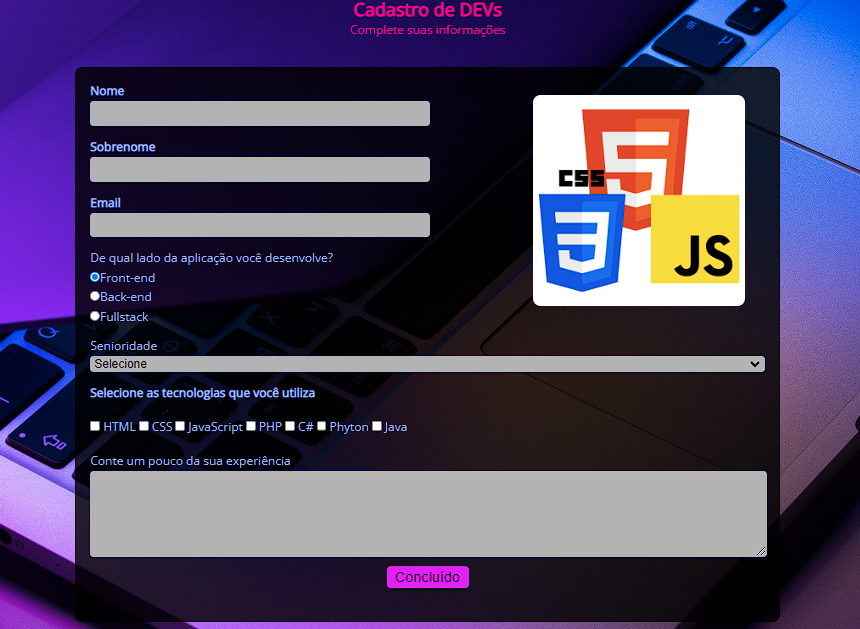 Cadastro de DEVs
Complete suas informações
Nome
Sobrenome
Email
De qual lado da aplicação você desenvolve?
Front-end
Back-end
Fullstack
Senioridade
Selecione
Selecione as tecnologias que você utiliza
HTML CSS JavaScript PHP C# Phyton Java
Conte um pouco da sua experiência
Concluído
5
CSS
3
JS